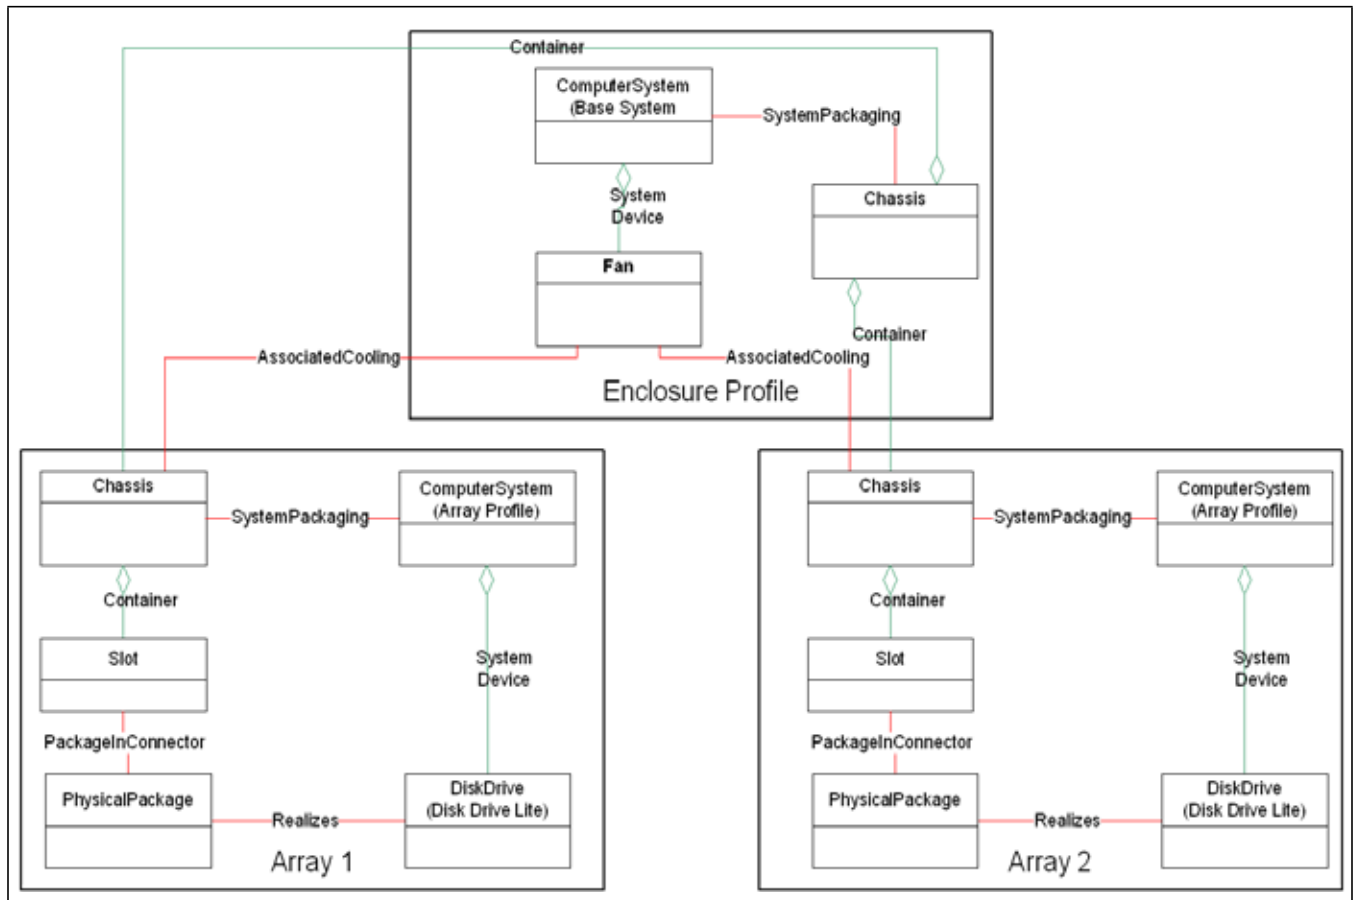 Container
ComputerSystem
(Base System
SystemPackaging
Chassis
System
Device
Fan
Container
AssociatedCooling
AssociatedCooling
Enclosure Profile
Chassis
ComputerSystem
(Array Profile)
SystemPackaging
Container
Slot
System
Device
PackageInConnector
PhysicalPackage
DiskDrive
(Disk Drive Lite)
Realizes
Array 1
Chassis
ComputerSystem
(Array Profile)
SystemPackaging
Container
Slot
System
Device
PackageInConnector
PhysicalPackage
DiskDrive
(Disk Drive Lite)
Realizes
Array 2